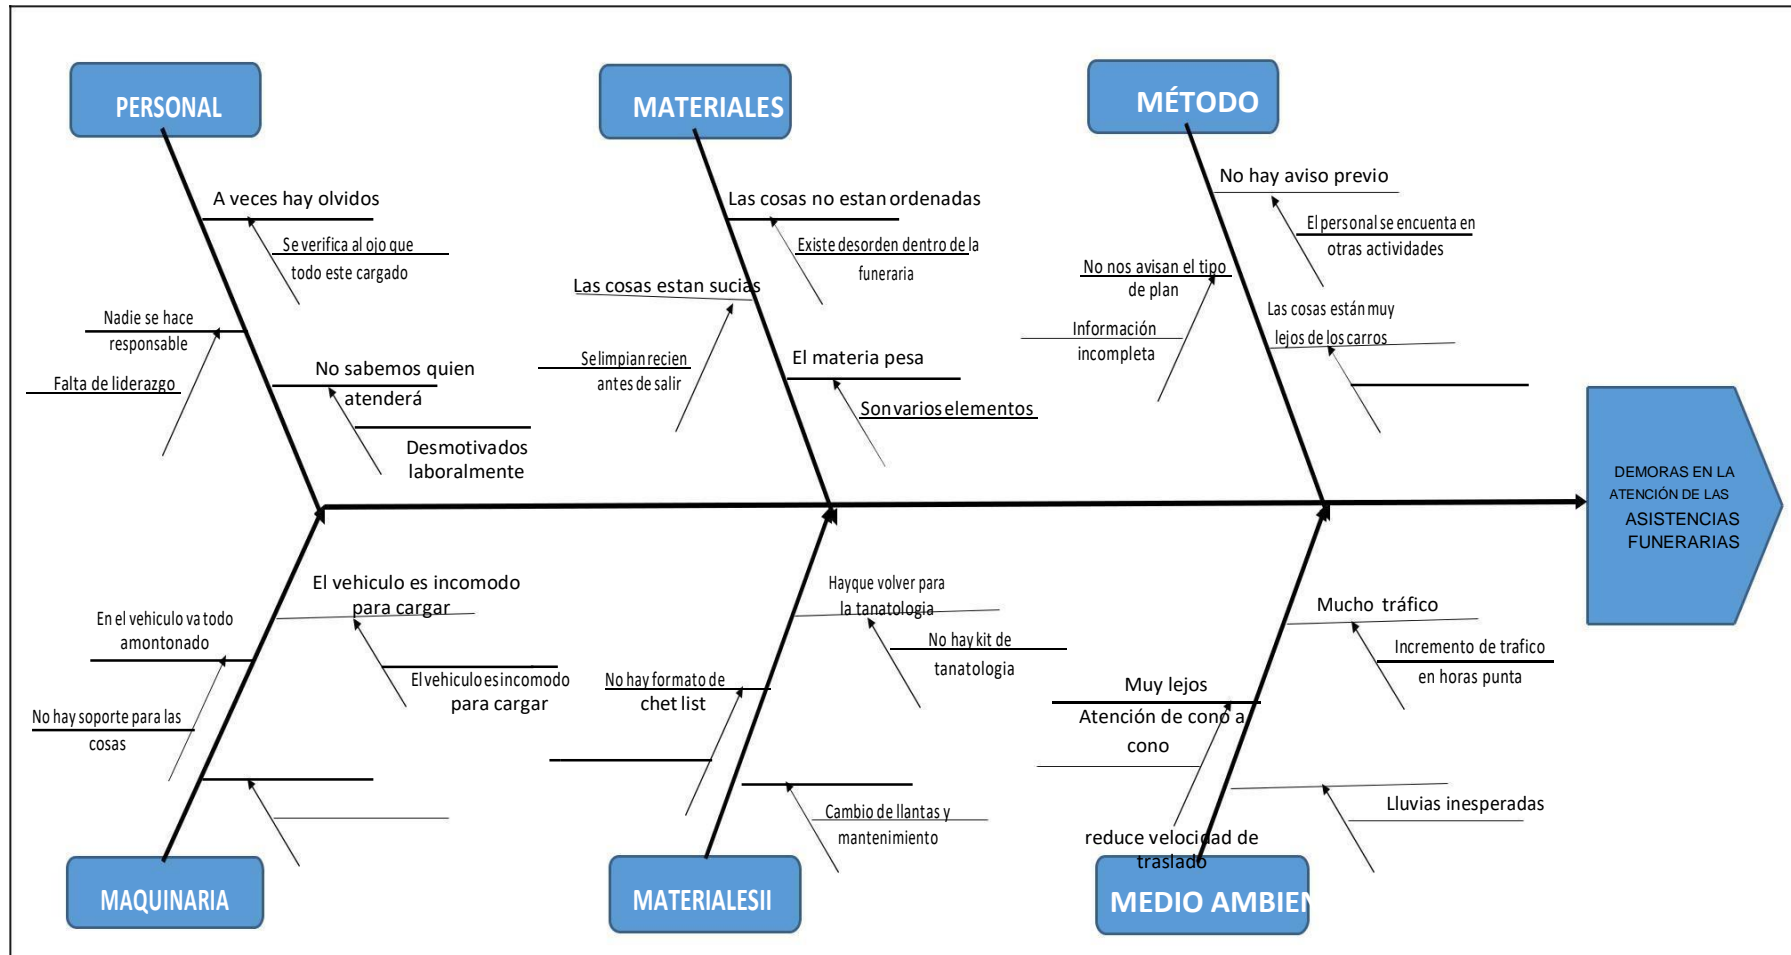 PERSONAL
MATERIALES
MÉTODO
A veces hay olvidos
Se verifica al ojo que
todo este cargado
Nadie se hace
responsable
Falta de liderazgo
No sabemos quien
atenderá
Desmotivados
laboralmente
Las cosas no estan ordenadas
Existe desorden dentro de la
funeraria
Las cosas estan sucias
Se limpian recien
antes de salir
El materia pesa
Son varios elementos
No hay aviso previo
El personal se encuenta en
otras actividades
No nos avisan el tipo
de plan
Información
incompleta
Las cosas están muy
lejos de los carros
DEMORAS EN LA
ATENCIÓN DE LAS
ASISTENCIAS
FUNERARIAS
El vehiculo es incomodo
para cargar
En el vehiculo va todo
amontonado
El vehiculo es incomodo
para cargar
No hay soporte para las
cosas
Hay que volver para
la tanatologia
No hay kit de
tanatologia
No hay formato de
chet list
Cambio de llantas y
mantenimiento
Mucho tráfico
Incremento de trafico
en horas punta
Muy lejos
Atención de cono a
cono
Lluvias inesperadas
reduce velocidad de
traslado
MAQUINARIA
MATERIALESII
MEDIO AMBIEN